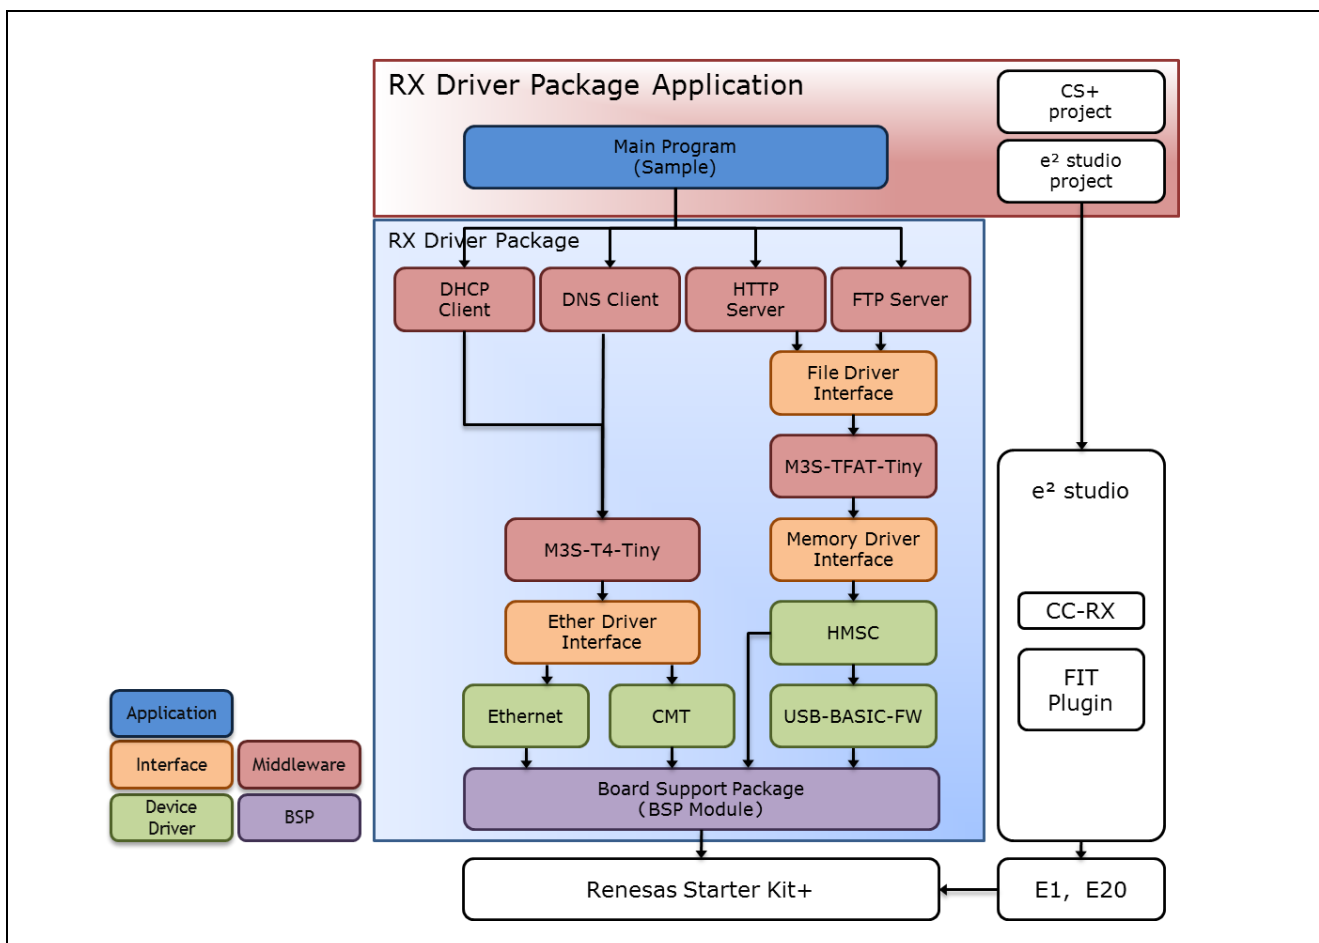 RX Driver Package Application
CS+
project
Main Program
(Sample)
e² studio
project
RX Driver Package
DHCP
Client
DNS Client
HTTP
Server
FTP Server
File Driver
Interface
M3S-TFAT-Tiny
e² studio
M3S-T4-Tiny
Memory Driver
Interface
CC-RX
Ether Driver
Interface
HMSC
FIT
Plugin
Ethernet
CMT
USB-BASIC-FW
Application
Interface
Middleware
Device
Driver
BSP
Board Support Package
(BSP Module)
Renesas Starter Kit+
E1, E20